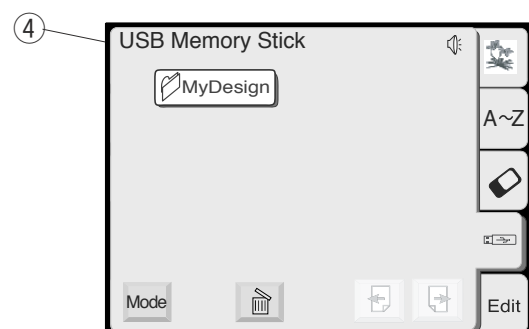 ④
USB Memory Stick
MyDesign
A~Z
Mode
Edit